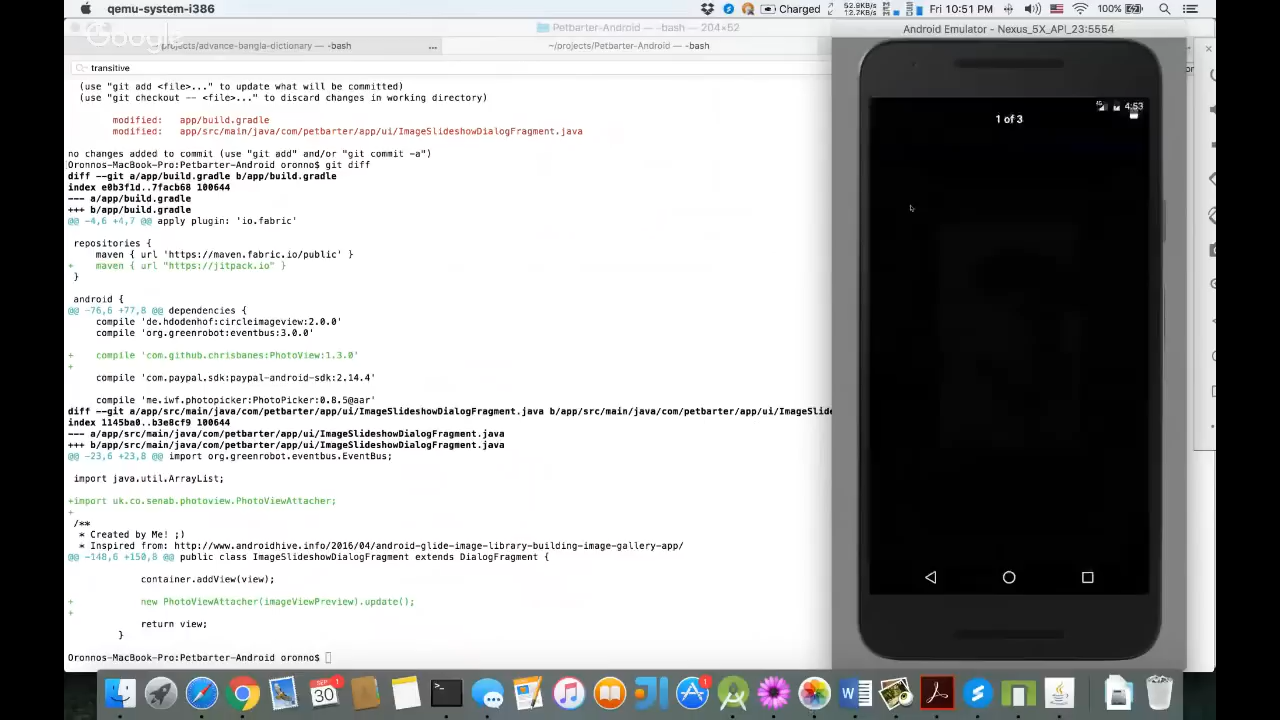 qemu-system-i386
52.9KB/s
12.7KB/s
Charged
100%
Fri 10:51 PM
Google
Petbarter-Android — -bash — 204×52
projects/advance-bangla-dictionary — -bash
...
~/projects/Petbarter-Android — -bash
transitive
(use "git add <file>..." to update what will be committed)
(use "git checkout -- <file>..." to discard changes in working directory)
modified:   app/build.gradle
modified:   app/src/main/java/com/petbarter/app/ui/ImageSlideshowDialogFragment.java
no changes added to commit (use "git add" and/or "git commit -a")
Oronnos-MacBook-Pro:Petbarter-Android oronno$ git diff
diff --git a/app/build.gradle b/app/build.gradle
index e0b3f1d..7facb68 100644
--- a/app/build.gradle
+++ b/app/build.gradle
@@ -4,6 +4,7 @@ apply plugin: 'io.fabric'
repositories {
maven { url 'https://maven.fabric.io/public' }
+    maven { url "https://jitpack.io" }
}
android {
@@ -76,6 +77,8 @@ dependencies {
compile 'de.hdodenhof:circleimageview:2.0.0'
compile 'org.greenrobot:eventbus:3.0.0'
+    compile 'com.github.chrisbanes:PhotoView:1.3.0'
+
compile 'com.paypal.sdk:paypal-android-sdk:2.14.4'
compile 'me.iwf.photopicker:PhotoPicker:0.8.5@aar'
diff --git a/app/src/main/java/com/petbarter/app/ui/ImageSlideshowDialogFragment.java b/app/src/main/java/com/petbarter/app/ui/ImageSlide
index 1145ba0..b3e8cf9 100644
--- a/app/src/main/java/com/petbarter/app/ui/ImageSlideshowDialogFragment.java
+++ b/app/src/main/java/com/petbarter/app/ui/ImageSlideshowDialogFragment.java
@@ -23,6 +23,8 @@ import org.greenrobot.eventbus.EventBus;
import java.util.ArrayList;
+import uk.co.senab.photoview.PhotoViewAttacher;
+
/**
* Created by Me! ;)
* Inspired from: http://www.androidhive.info/2016/04/android-glide-image-library-building-image-gallery-app/
@@ -148,6 +150,8 @@ public class ImageSlideshowDialogFragment extends DialogFragment {
container.addView(view);
+            new PhotoViewAttacher(imageViewPreview).update();
+
return view;
}
Oronnos-MacBook-Pro:Petbarter-Android oronno$
Android Emulator - Nexus_5X_API_23:5554
4:53
1 of 3
SEP
30
1